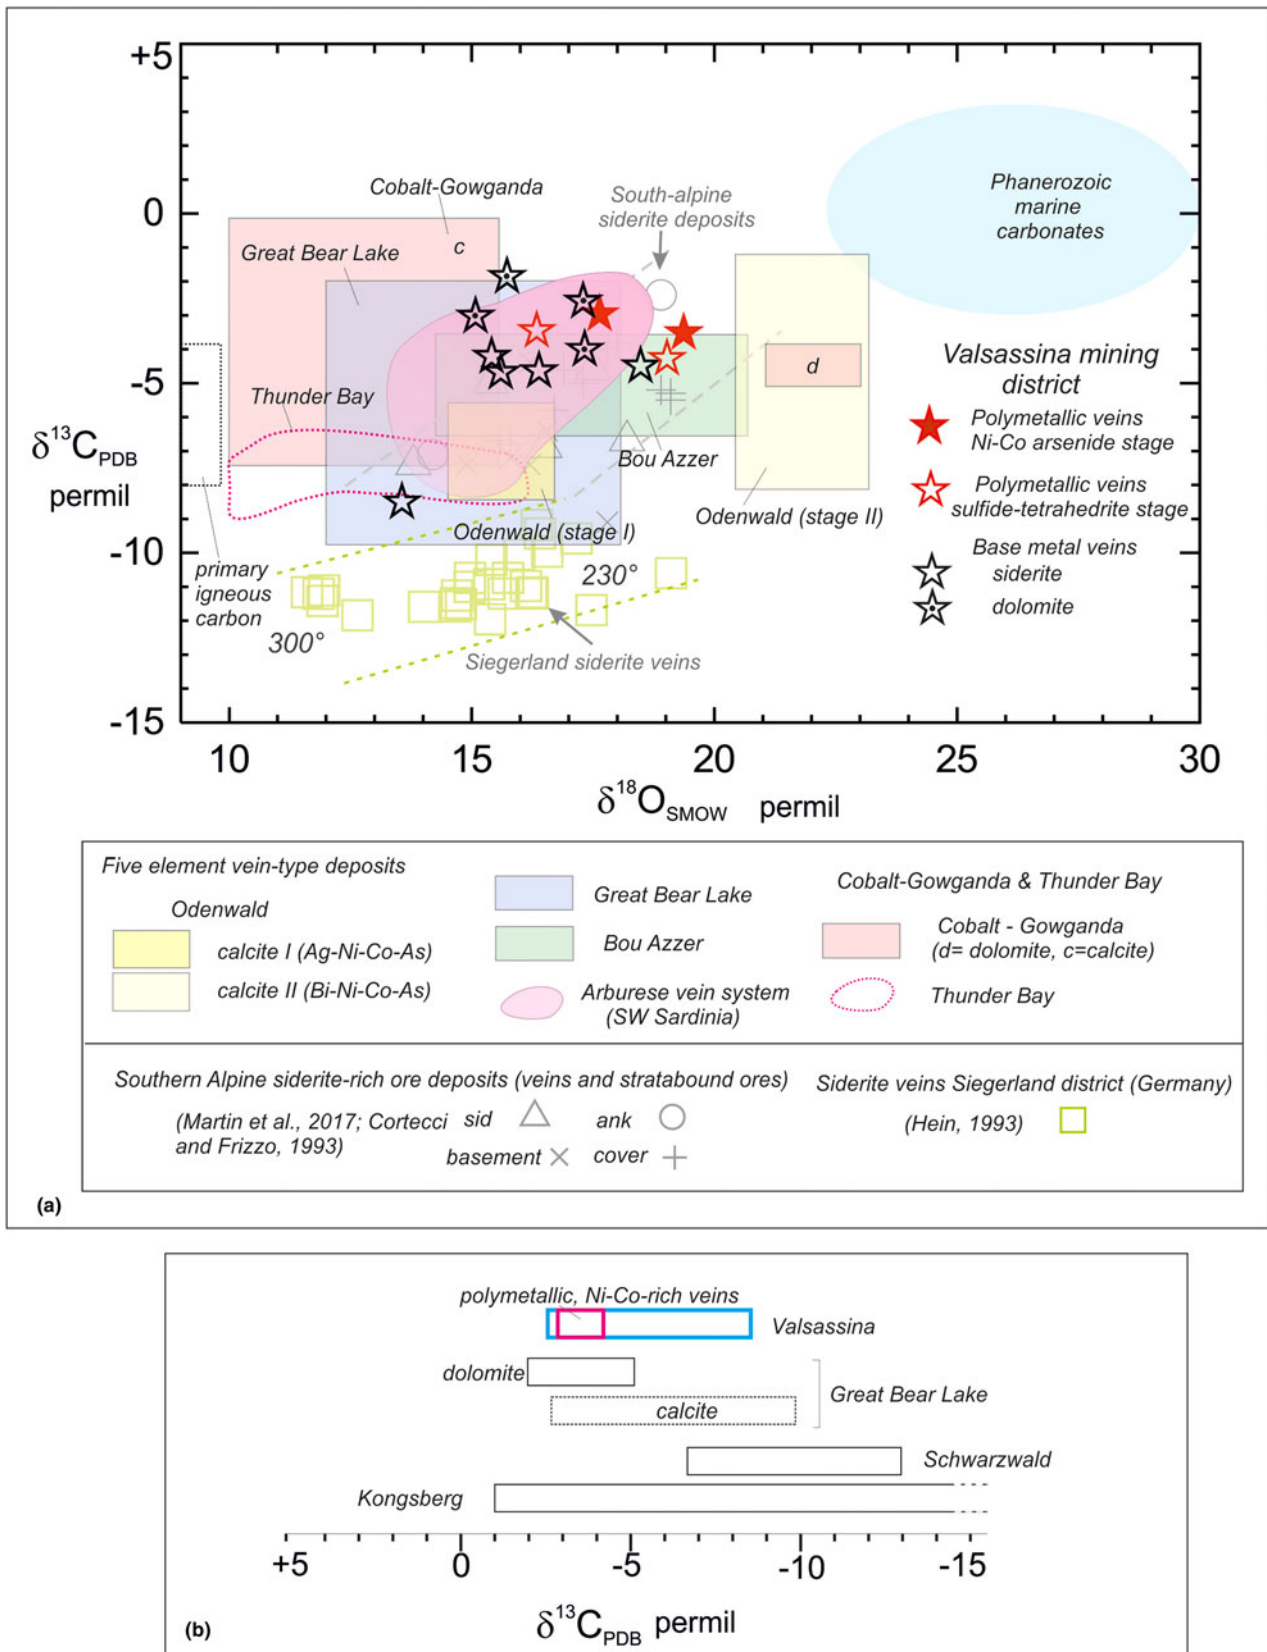 +5
0
-5
-10
-15
δ13CPDB
permil
10
15
20
25
30
δ18OSMOW permil
Cobalt-Gowganda
c
Great Bear Lake
South-alpine
siderite deposits
Phanerozoic
marine
carbonates
Thunder Bay
d
Bou Azzer
Odenwald (stage I)
Odenwald (stage II)
primary
igneous
carbon
230°
300°
Siegerland siderite veins
Valsassina mining
district
Polymetallic veins
Ni-Co arsenide stage
Polymetallic veins
sulfide-tetrahedrite stage
Base metal veins
siderite
dolomite
Five element vein-type deposits
Odenwald
calcite I (Ag-Ni-Co-As)
calcite II (Bi-Ni-Co-As)
Great Bear Lake
Bou Azzer
Arburese vein system
(SW Sardinia)
Cobalt-Gowganda & Thunder Bay
Cobalt - Gowganda
(d= dolomite, c=calcite)
Thunder Bay
Southern Alpine siderite-rich ore deposits (veins and stratabound ores)
(Martin et al., 2017; Cortecci
and Frizzo, 1993)
sid
ank
basement
cover
Siderite veins Siegerland district (Germany)
(Hein, 1993)
(a)
polymetallic, Ni-Co-rich veins
Valsassina
dolomite
calcite
Great Bear Lake
Schwarzwald
Kongsberg
+5
0
-5
-10
-15
δ13CPDB permil
(b)